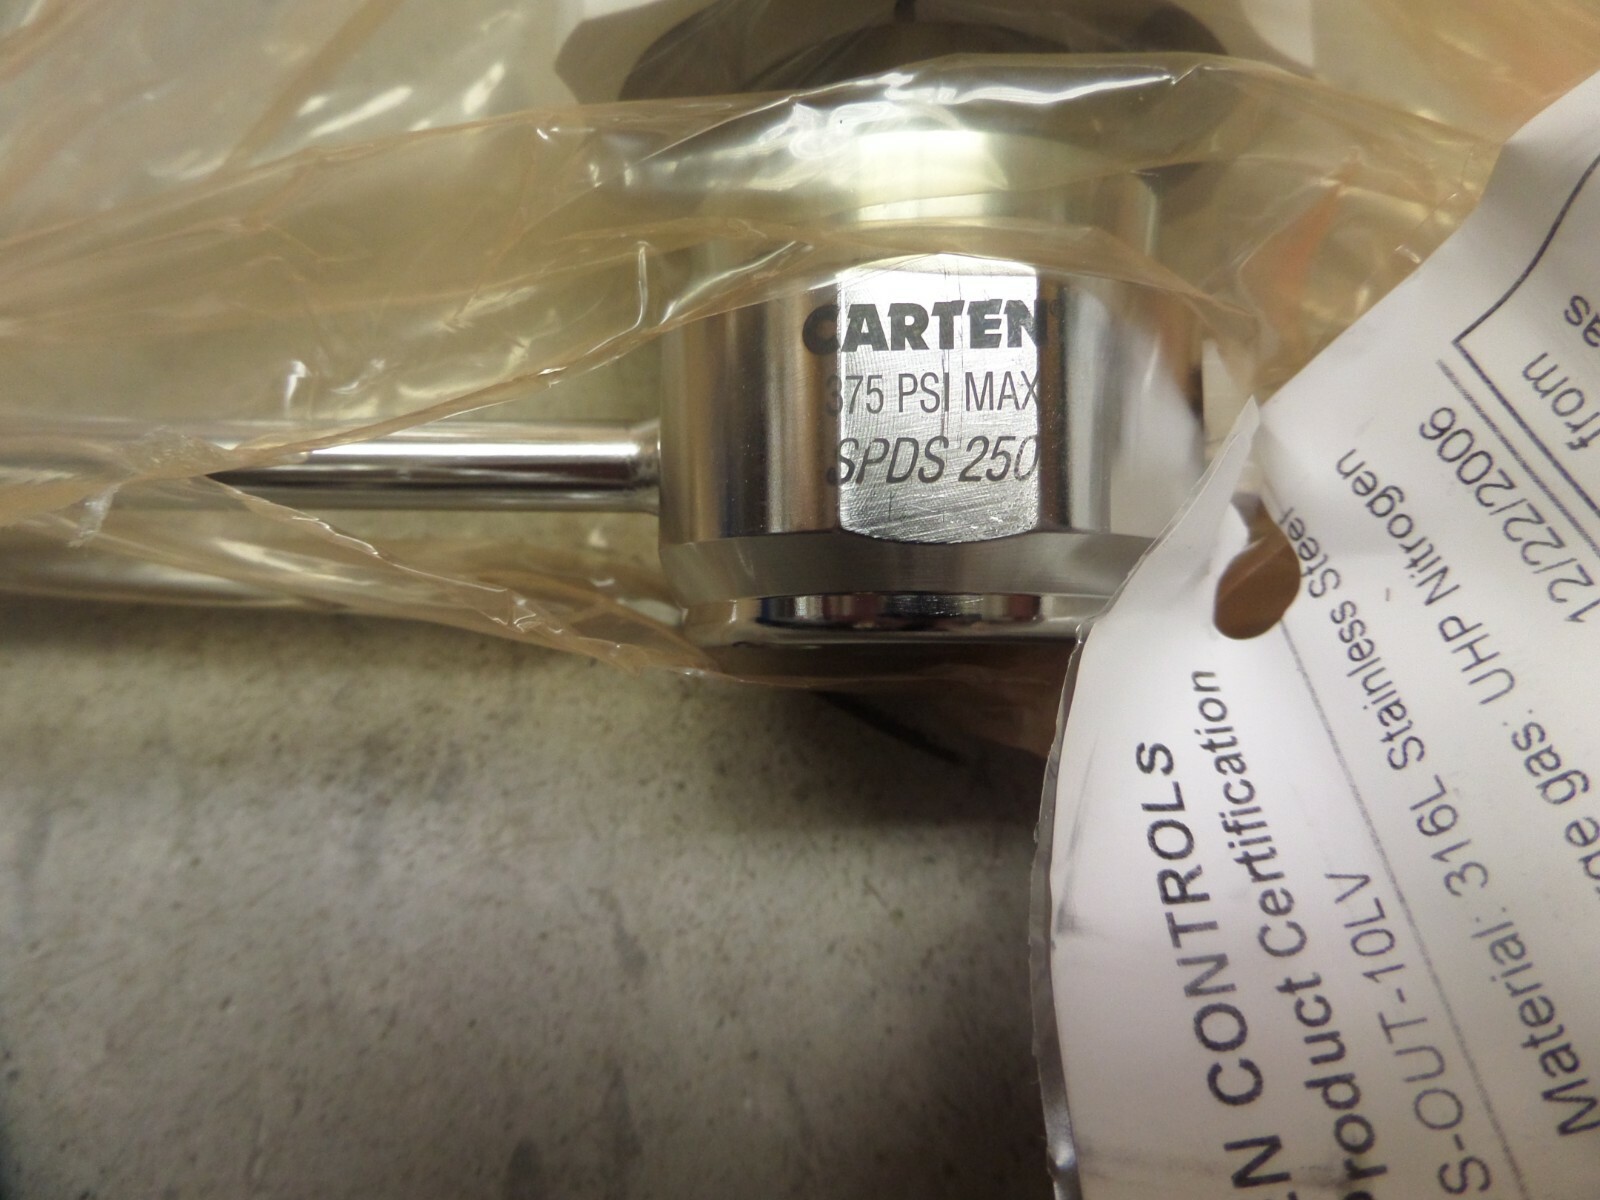 CARTEN
375 PSI MAX
SPDS 250
N CONTROLS
Product Certification
S-OUT-10LV
Material: 316L Stainless Steel
gas: UHP Nitrogen
12/22/2006
from